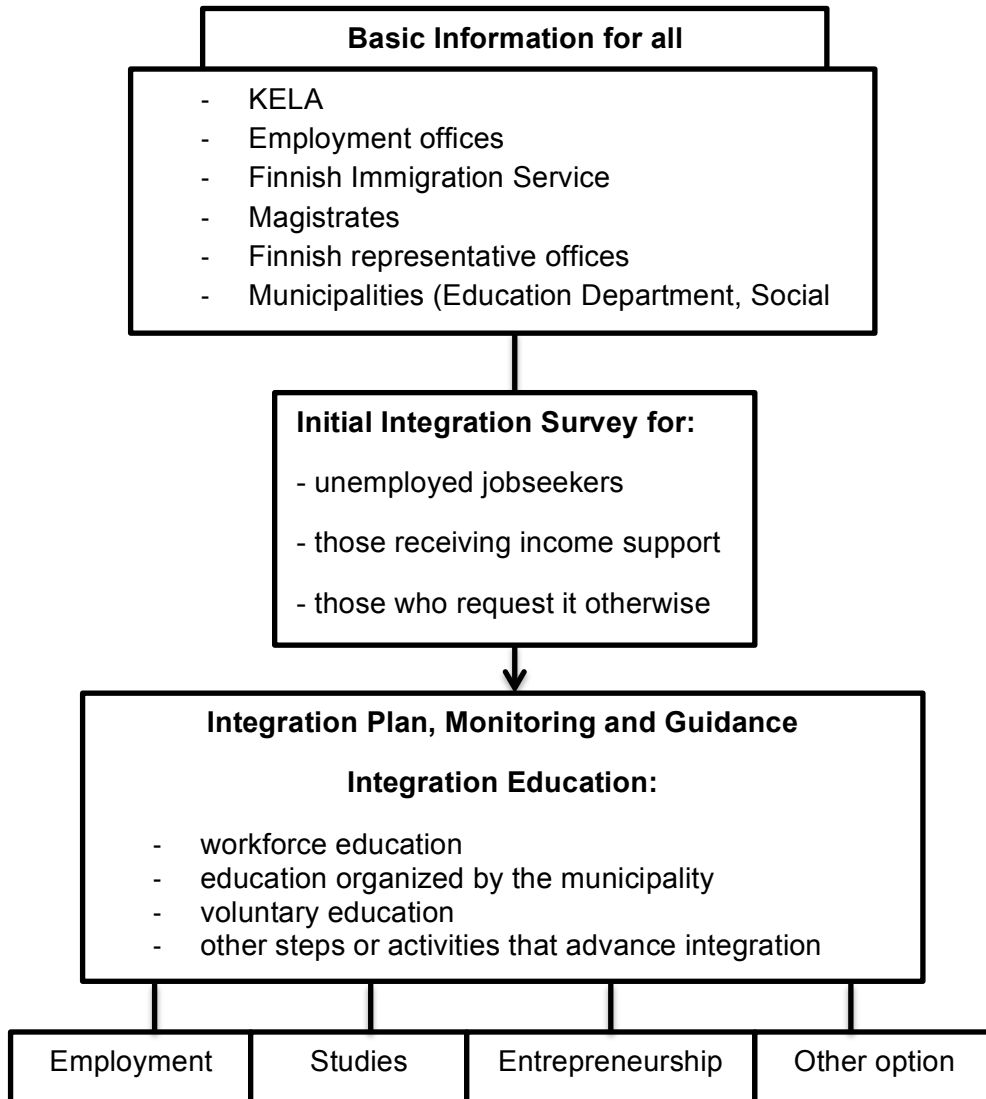 Basic Information for all
- KELA
- Employment offices
- Finnish Immigration Service
- Magistrates
- Finnish representative offices
- Municipalities (Education Department, Social
Initial Integration Survey for:
- unemployed jobseekers
- those receiving income support
- those who request it otherwise
Integration Plan, Monitoring and Guidance
Integration Education:
- workforce education
- education organized by the municipality
- voluntary education
- other steps or activities that advance integration
Employment
Studies
Entrepreneurship
Other option